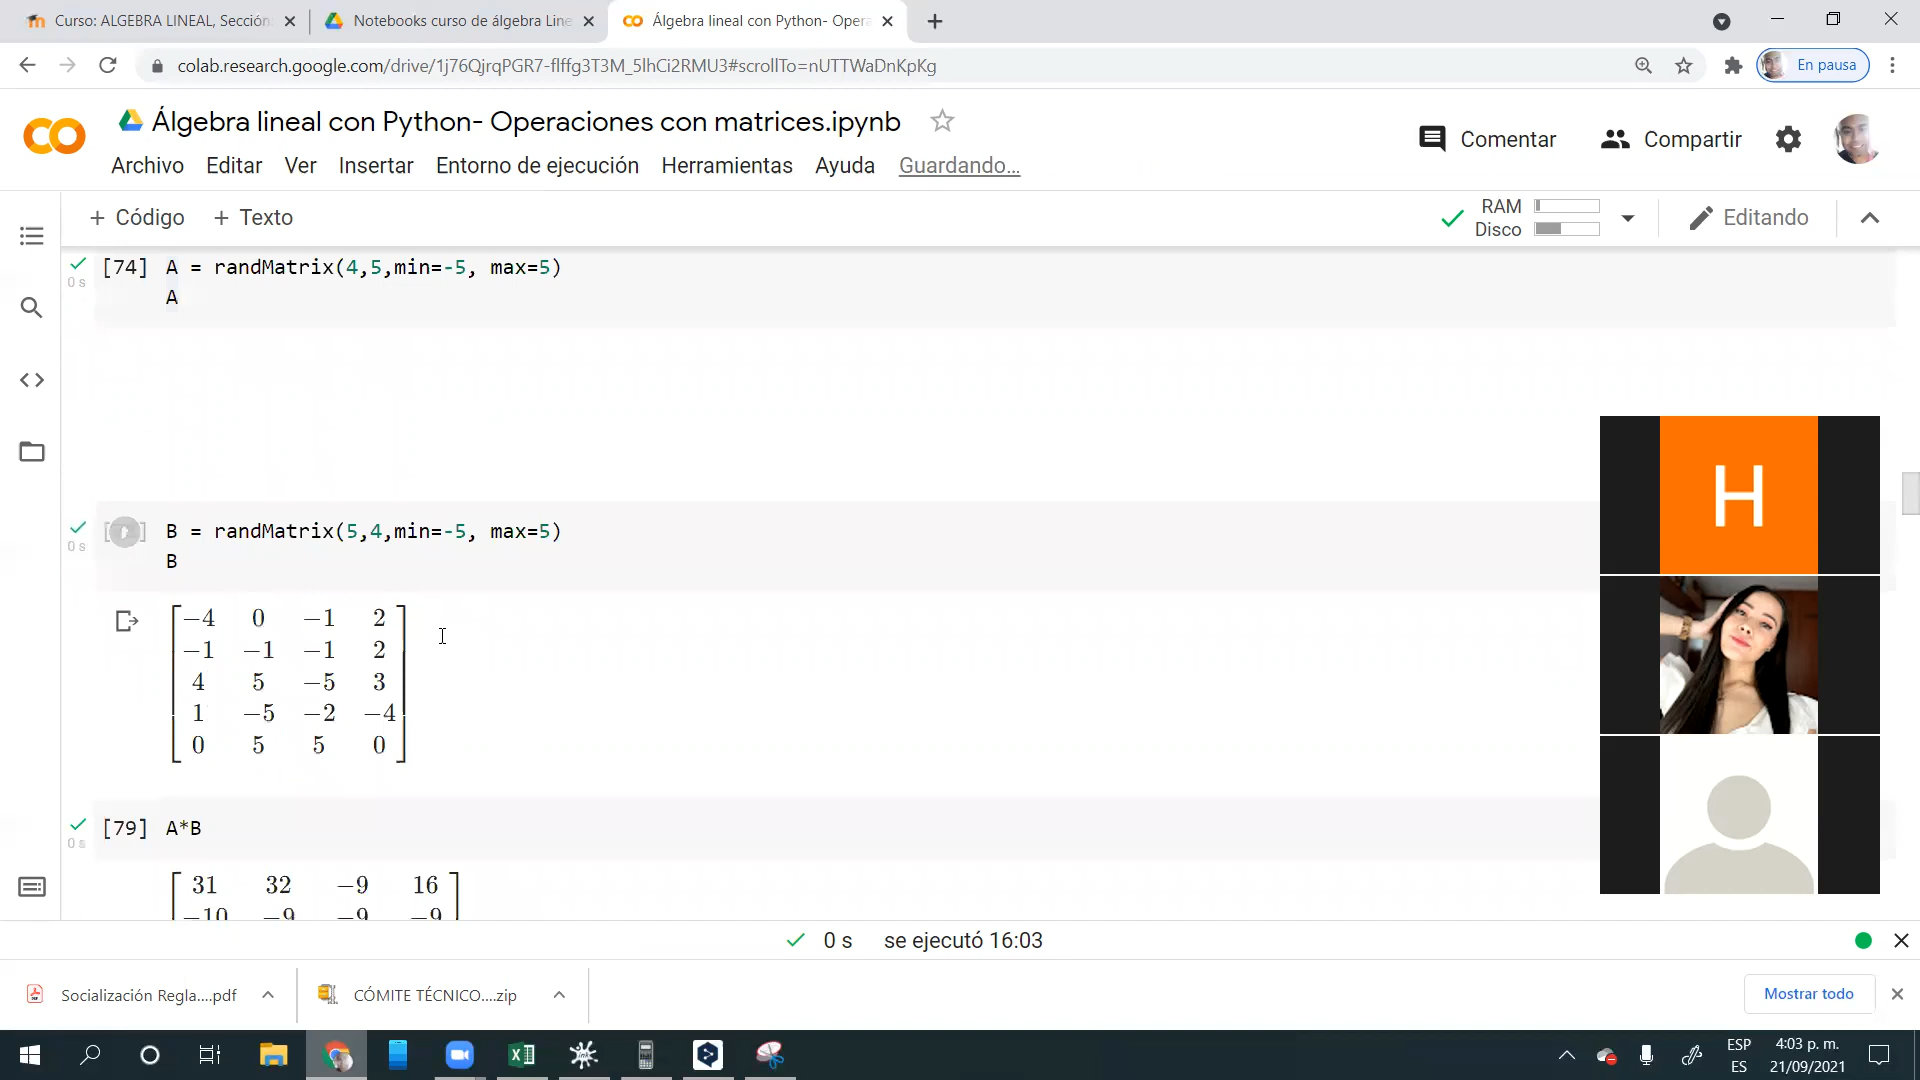 Curso: ALGEBRA LINEAL, Sección
Notebooks curso de álgebra Line
Álgebra lineal con Python- Opera
colab.research.google.com/drive/1j76QjrqPGR7-flffg3T3M_5lhCi2RMU3#scrollTo=nUTTWaDnKpKg
En pausa
Álgebra lineal con Python- Operaciones con matrices.ipynb
Comentar
Compartir
Archivo Editar Ver Insertar Entorno de ejecución Herramientas Ayuda Guardando...
+ Código + Texto
RAM
Disco
Editando
[74] A = randMatrix(4,5,min=-5, max=5)
0 s
A
B = randMatrix(5,4,min=-5, max=5)
0 s
B
−4 0 −1 2
−1 −1 −1 2
4 5 −5 3
1 −5 −2 −4
0 5 5 0
H
[79] A*B
0 s
31 32 −9 16
−10 −9 −9 −9
0 s se ejecutó 16:03
Socialización Regla....pdf
CÓMITE TÉCNICO....zip
Mostrar todo
ESP
ES
4:03 p. m.
21/09/2021